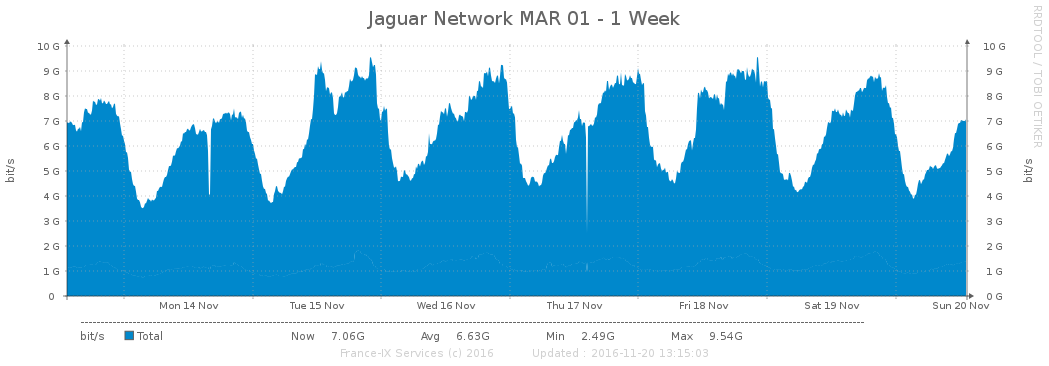 Jaguar Network MAR 01 - 1 Week
RRDTOOL / TOBI OETIKER
10 G 10 G
9 G 9 G
8 G 8 G
7 G 7 G
6 G 6 G
5 G 5 G
4 G 4 G
3 G 3 G
2 G 2 G
1 G 1 G
0 0 G
bit/s bit/s
Mon 14 Nov Tue 15 Nov Wed 16 Nov Thu 17 Nov Fri 18 Nov Sat 19 Nov Sun 20 Nov
bit/s Total Now 7.06G Avg 6.63G Min 2.49G Max 9.54G
France-IX Services (c) 2016 Updated : 2016-11-20 13:15:03